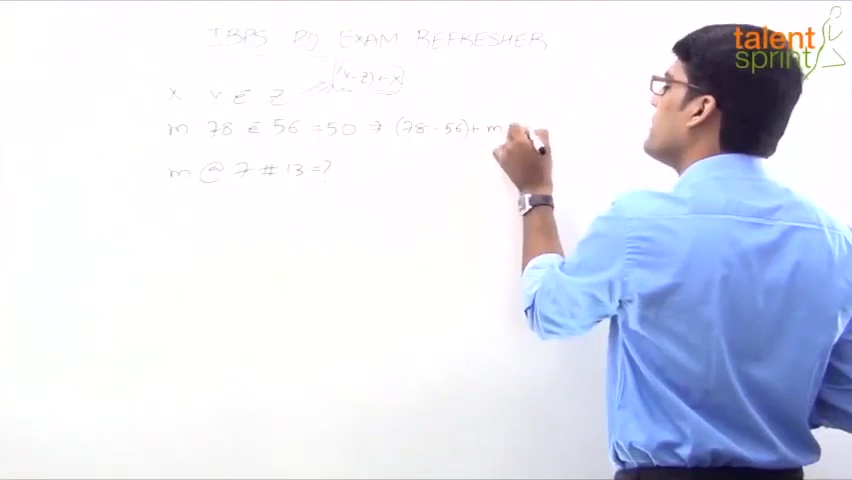 IBPS PO EXAM REFRESHER
X V € Z → (V-Z)+X
m 78 € 56 = 50 → (78-56)+m
m @ 7 # 13 = ?
talent
sprint